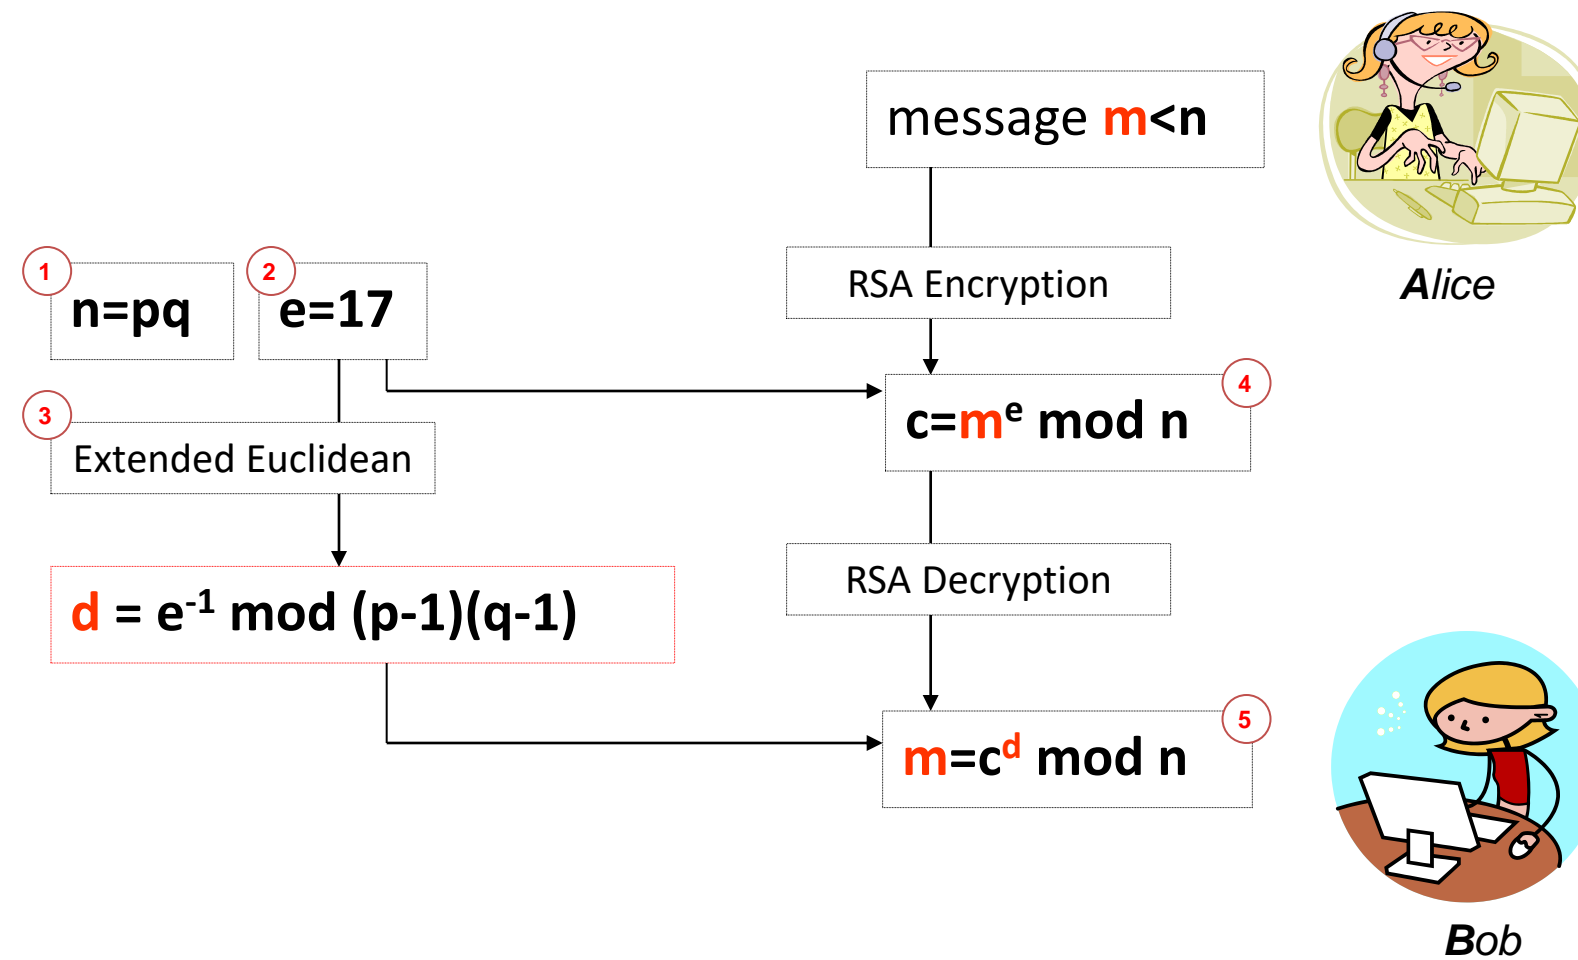 message m<n
Alice
1
n=pq
2
e=17
RSA Encryption
3
Extended Euclidean
4
c=mᵉ mod n
d = e⁻¹ mod (p-1)(q-1)
RSA Decryption
5
m=cᵈ mod n
Bob